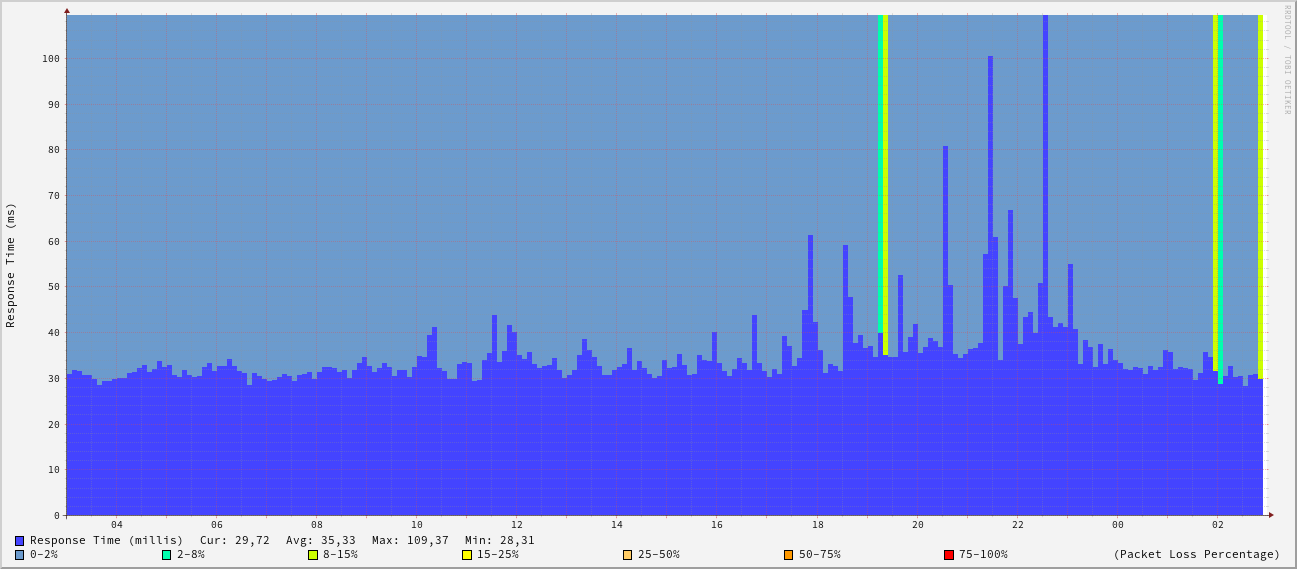 RRDTOOL / TOBI OETIKER
Response Time (ms)
100
90
80
70
60
50
40
30
20
10
0
04 06 08 10 12 14 16 18 20 22 00 02
Response Time (millis) Cur: 29,72 Avg: 35,33 Max: 109,37 Min: 28,31
0-2% 2-8% 8-15% 15-25% 25-50% 50-75% 75-100% (Packet Loss Percentage)